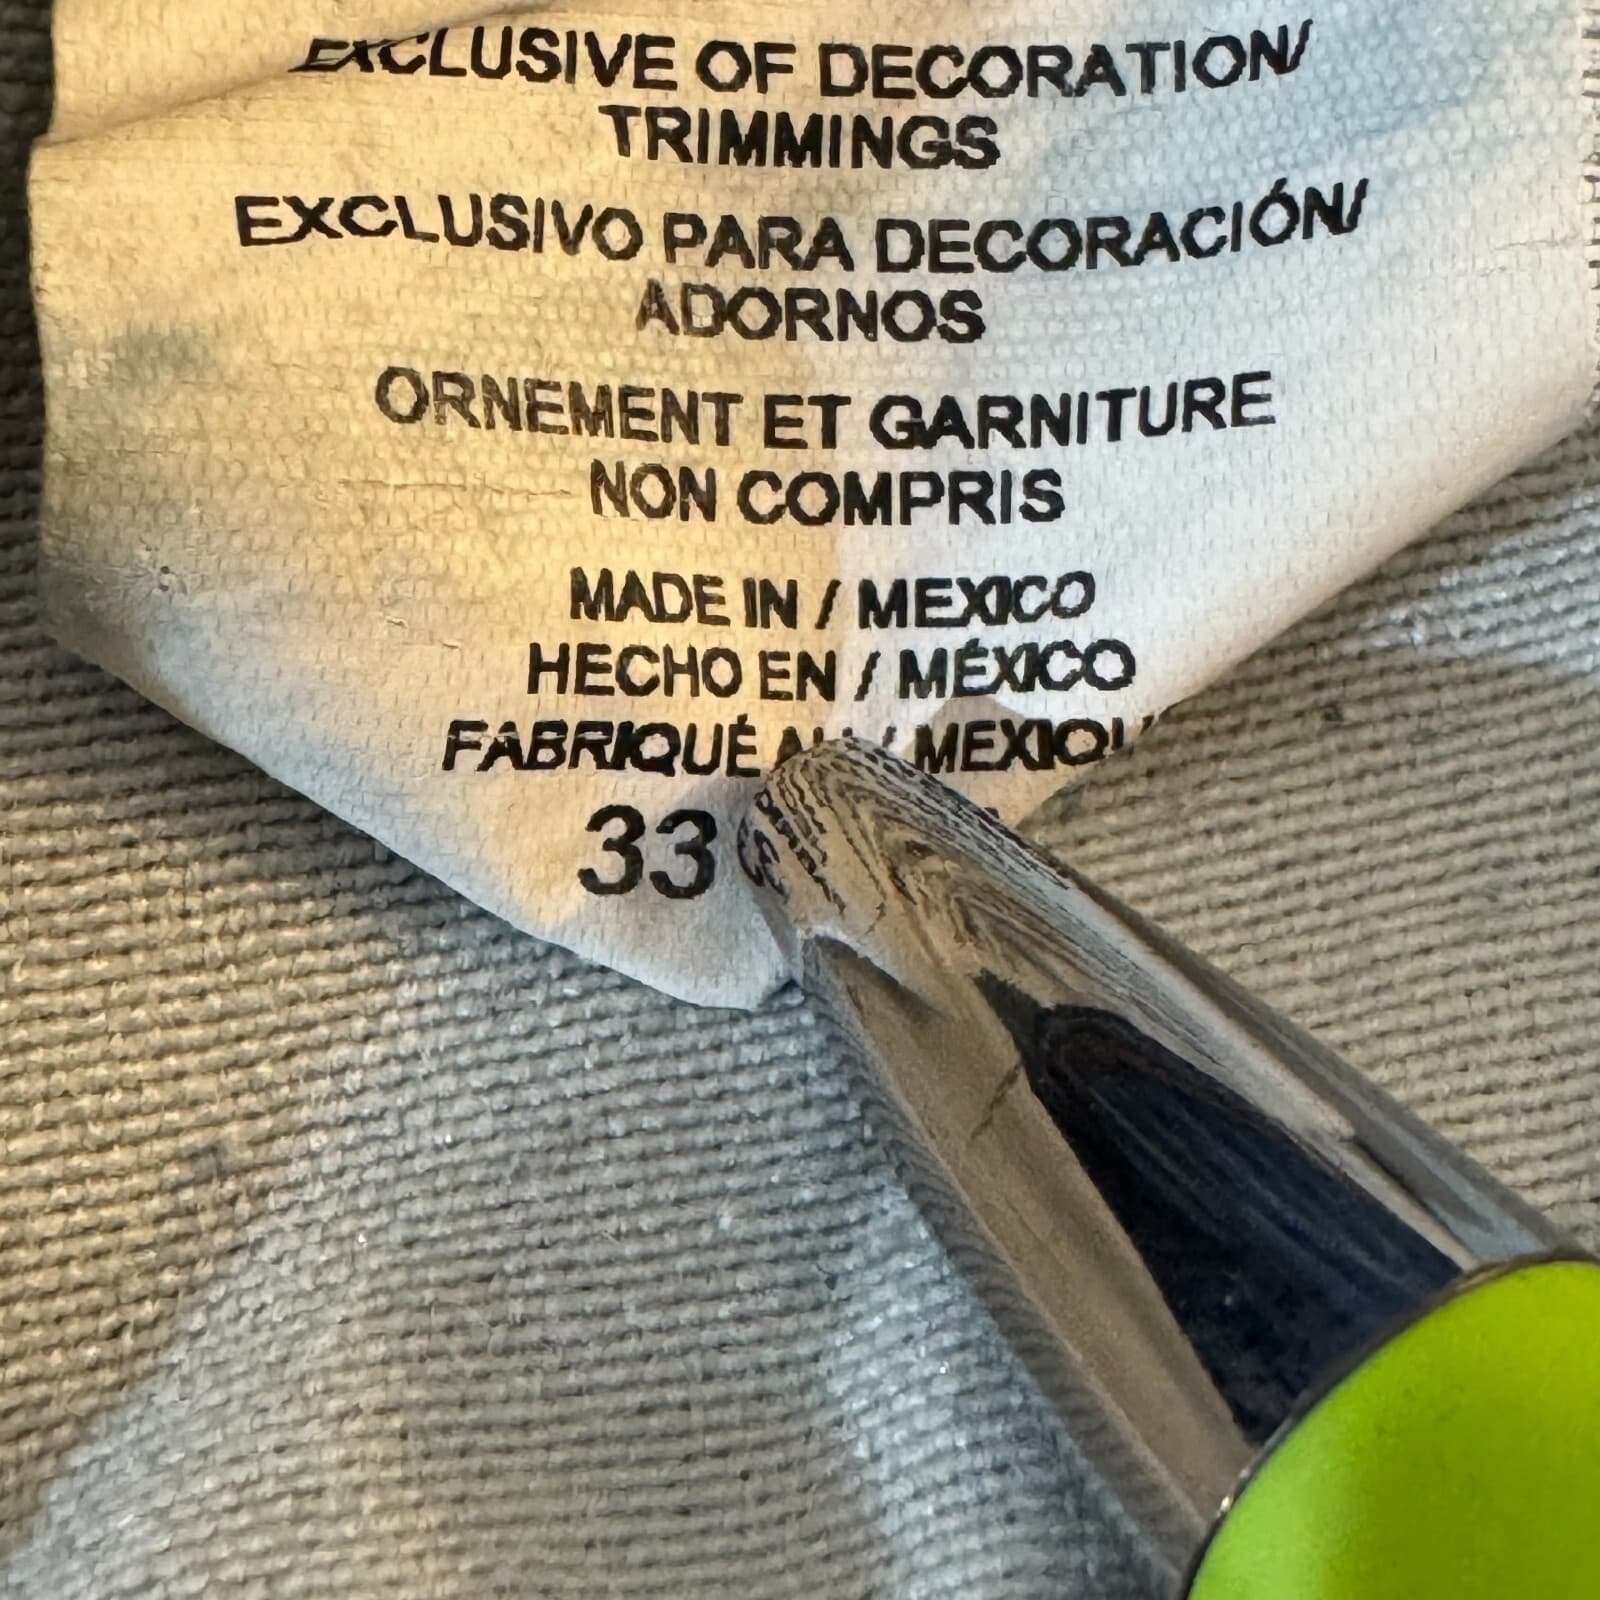 EXCLUSIVE OF DECORATION/
TRIMMINGS
EXCLUSIVO PARA DECORACIÓN/
ADORNOS
ORNEMENT ET GARNITURE
NON COMPRIS
MADE IN / MEXICO
HECHO EN / MÉXICO
FABRIQUÉ
33